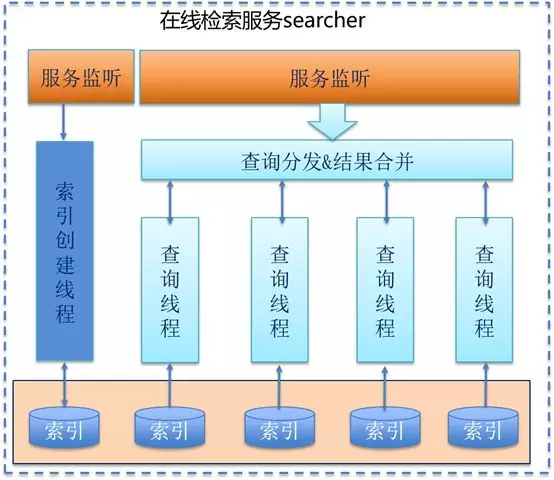 在线检索服务searcher
服务监听
服务监听
查询分发&结果合并
索引创建线程
查询线程
查询线程
查询线程
查询线程
索引
索引
索引
索引
索引